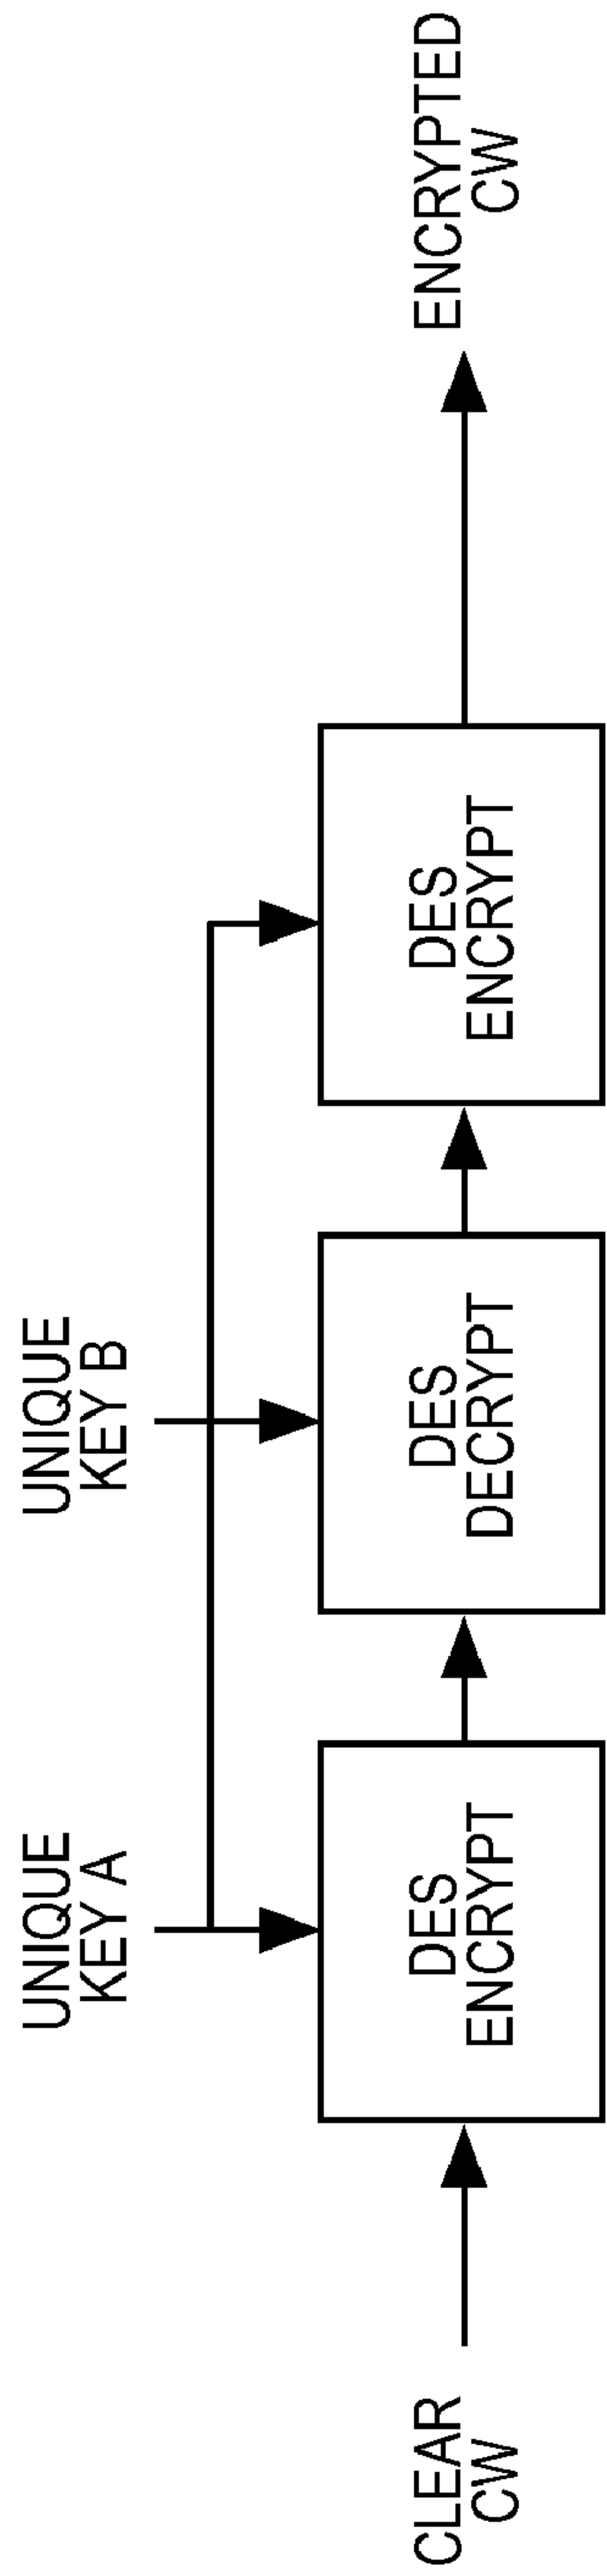 UNIQUE
KEY A
UNIQUE
KEY B
CLEAR
CW
DES
ENCRYPT
DES
DECRYPT
DES
ENCRYPT
ENCRYPTED
CW